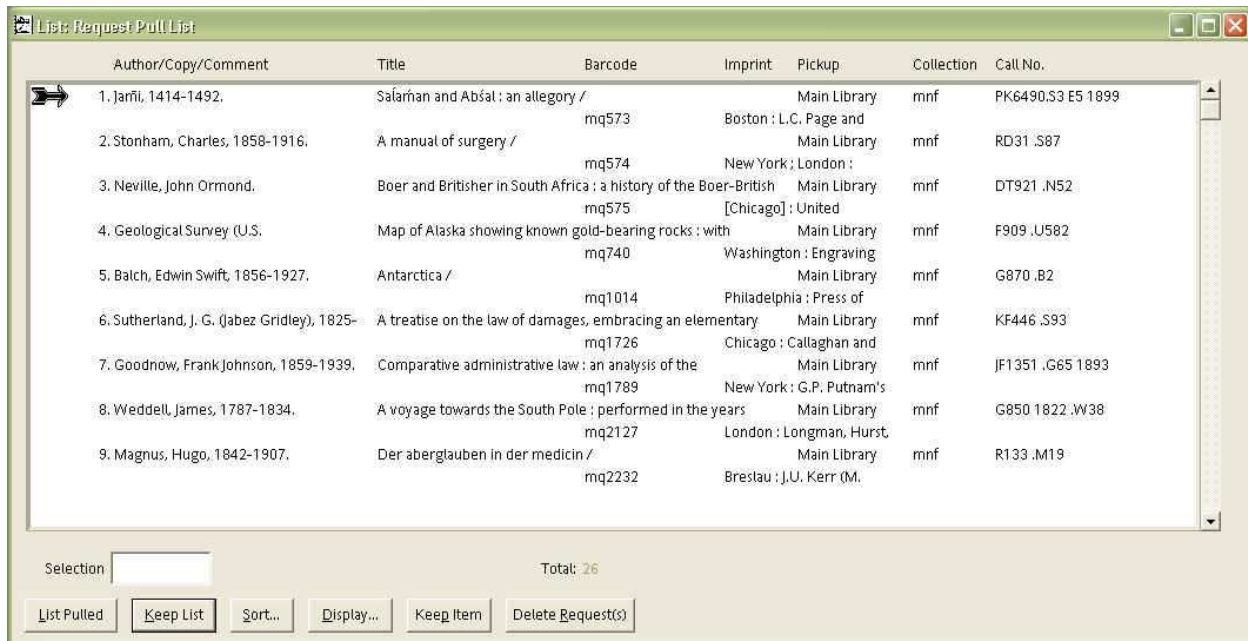 List: Request Pull List
Author/Copy/Comment Title Barcode Imprint Pickup Collection Call No.
1. Jarñi, 1414-1492. Saĺaḿan and Abśal : an allegory / Main Library mnf PK6490.S3 E5 1899
mq573 Boston : L.C. Page and
2. Stonham, Charles, 1858-1916. A manual of surgery / Main Library mnf RD31 .S87
mq574 New York ; London :
3. Neville, John Ormond. Boer and Britisher in South Africa : a history of the Boer-British Main Library mnf DT921 .N52
mq575 [Chicago] : United
4. Geological Survey (U.S. Map of Alaska showing known gold-bearing rocks : with Main Library mnf F909 .U582
mq740 Washington : Engraving
5. Balch, Edwin Swift, 1856-1927. Antarctica / Main Library mnf G870 .B2
mq1014 Philadelphia : Press of
6. Sutherland, J. G. (Jabez Gridley), 1825- A treatise on the law of damages, embracing an elementary Main Library mnf KF446 .S93
mq1726 Chicago : Callaghan and
7. Goodnow, Frank Johnson, 1859-1939. Comparative administrative law : an analysis of the Main Library mnf JF1351 .G65 1893
mq1789 New York : G.P. Putnam's
8. Weddell, James, 1787-1834. A voyage towards the South Pole : performed in the years Main Library mnf G850 1822 .W38
mq2127 London : Longman, Hurst,
9. Magnus, Hugo, 1842-1907. Der aberglauben in der medicin / Main Library mnf R133 .M19
mq2232 Breslau : J.U. Kerr (M.
Selection Total: 26
List Pulled Keep List Sort... Display... Keep Item Delete Request(s)